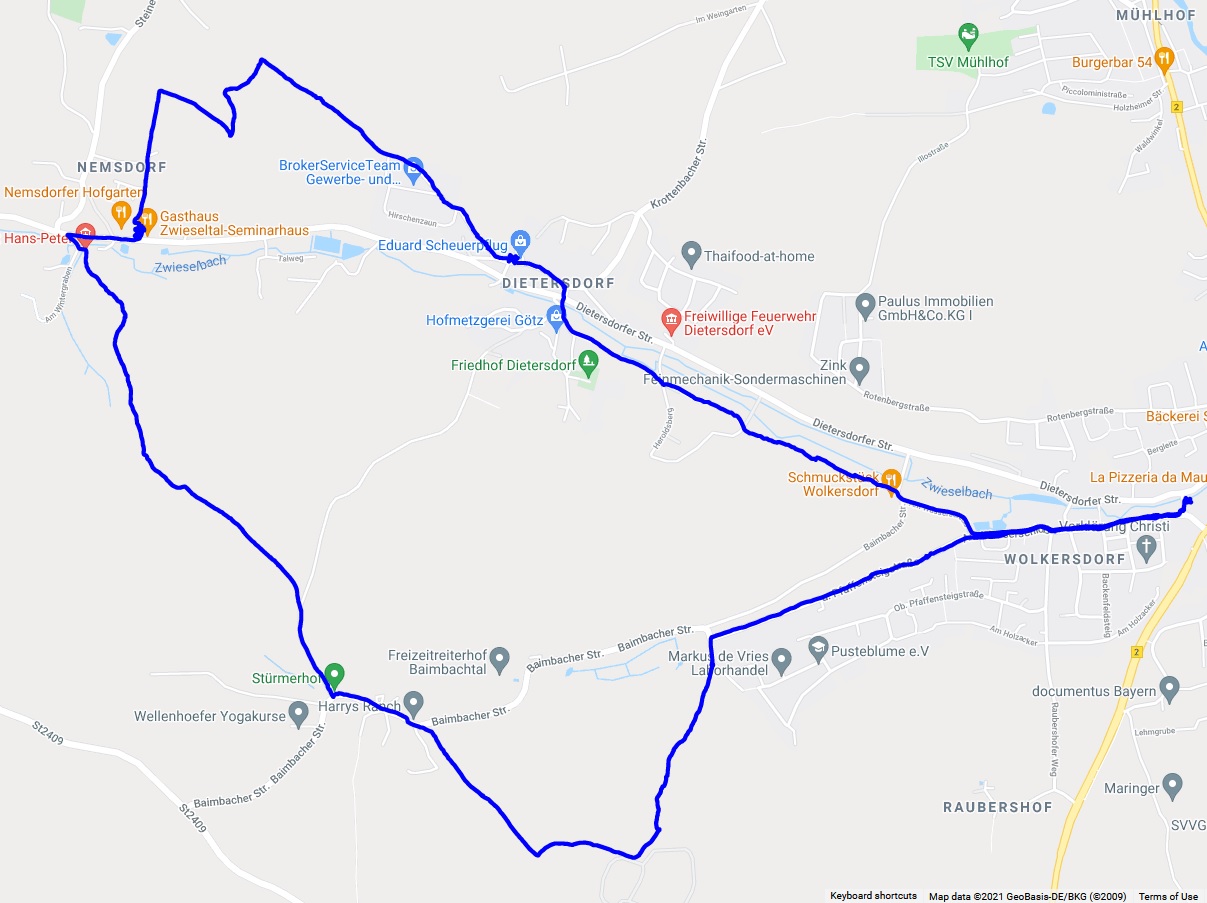 Steine
Im Weingarten
MÜHLHOF
TSV Mühlhof
Burgerbar 54
Piccoloministraße
Holzheimer Str.
2
Waldwinkel
Illostraße
Krottenbacher Str.
NEMSDORF
BrokerServiceTeam
Gewerbe- und...
Nemsdorfer Hofgarten
Gasthaus
Zwieseltal-Seminarhaus
Hirschenzaun
Hans-Peter
Eduard Scheuerpflug
Zwieselbach
Talweg
Am Wintergraben
Thaifood-at-home
DIETERSDORF
Hofmetzgerei Götz
Dietersdorfer Str.
Freiwillige Feuerwehr
Dietersdorf eV
Paulus Immobilien
GmbH&Co.KG I
A
Friedhof Dietersdorf
Zink
Feinmechanik-Sondermaschinen
Rotenbergstraße
Rotenbergstraße
Bäckerei S
Heroldsberg
Dietersdorfer Str.
Bergleite
Schmuckstück
Wolkersdorf
Zwieselbach
La Pizzeria da Mau
Dietersdorfer Str.
Verklärung Christi
Baimbacher Str.
WOLKERSDORF
Pfaffensteigstraße
Ob. Pfaffensteigstraße
Backenfeldsteig
Am Holzacker
Am Holzacker
Baimbacher Str.
Baimbacher Str.
Freizeitreiterhof
Baimbachtal
Markus de Vries
Laborhandel
Pusteblume e.V
2
Stürmerhof
Harrys Ranch
Wellenhoefer Yogakurse
Baimbacher Str.
documentus Bayern
Raubershofer Weg
Lehmgrube
St2409
Baimbacher Str.
Baimbacher Str.
St2409
RAUBERSHOF
Maringer
SVVG
Keyboard shortcuts
Map data ©2021 GeoBasis-DE/BKG (©2009)
Terms of Use